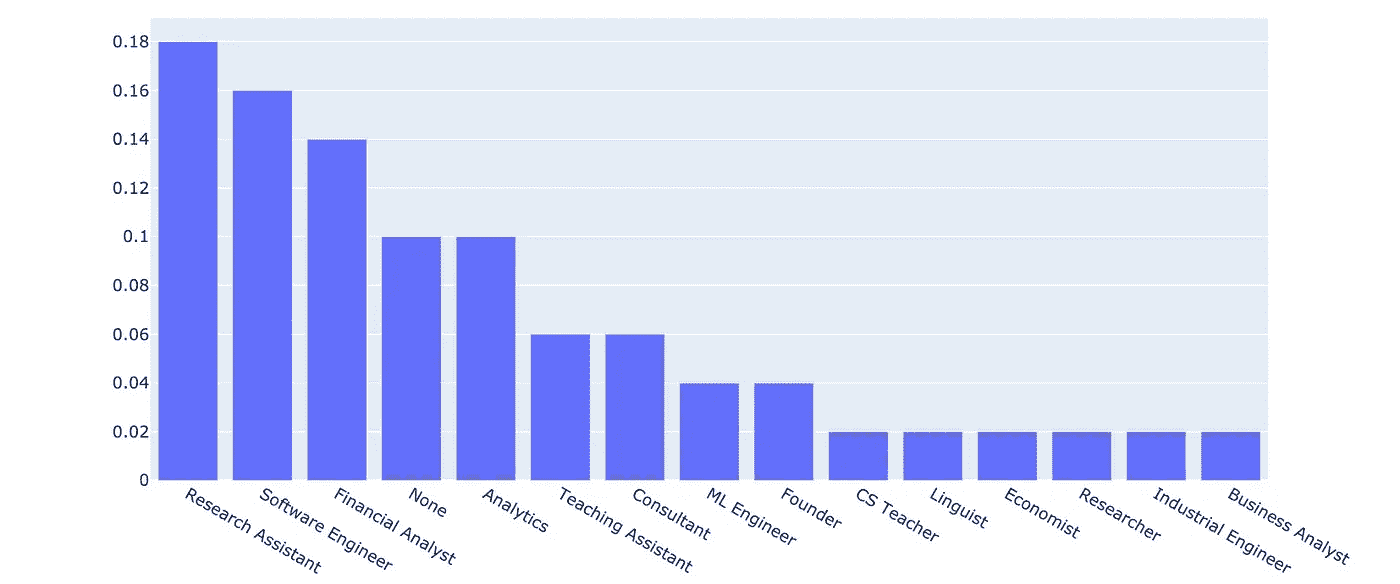 0.18
0.16
0.14
0.12
0.1
0.08
0.06
0.04
0.02
0
Research Assistant
Software Engineer
Financial Analyst
None
Analytics
Teaching Assistant
Consultant
ML Engineer
Founder
CS Teacher
Linguist
Economist
Researcher
Industrial Engineer
Business Analyst